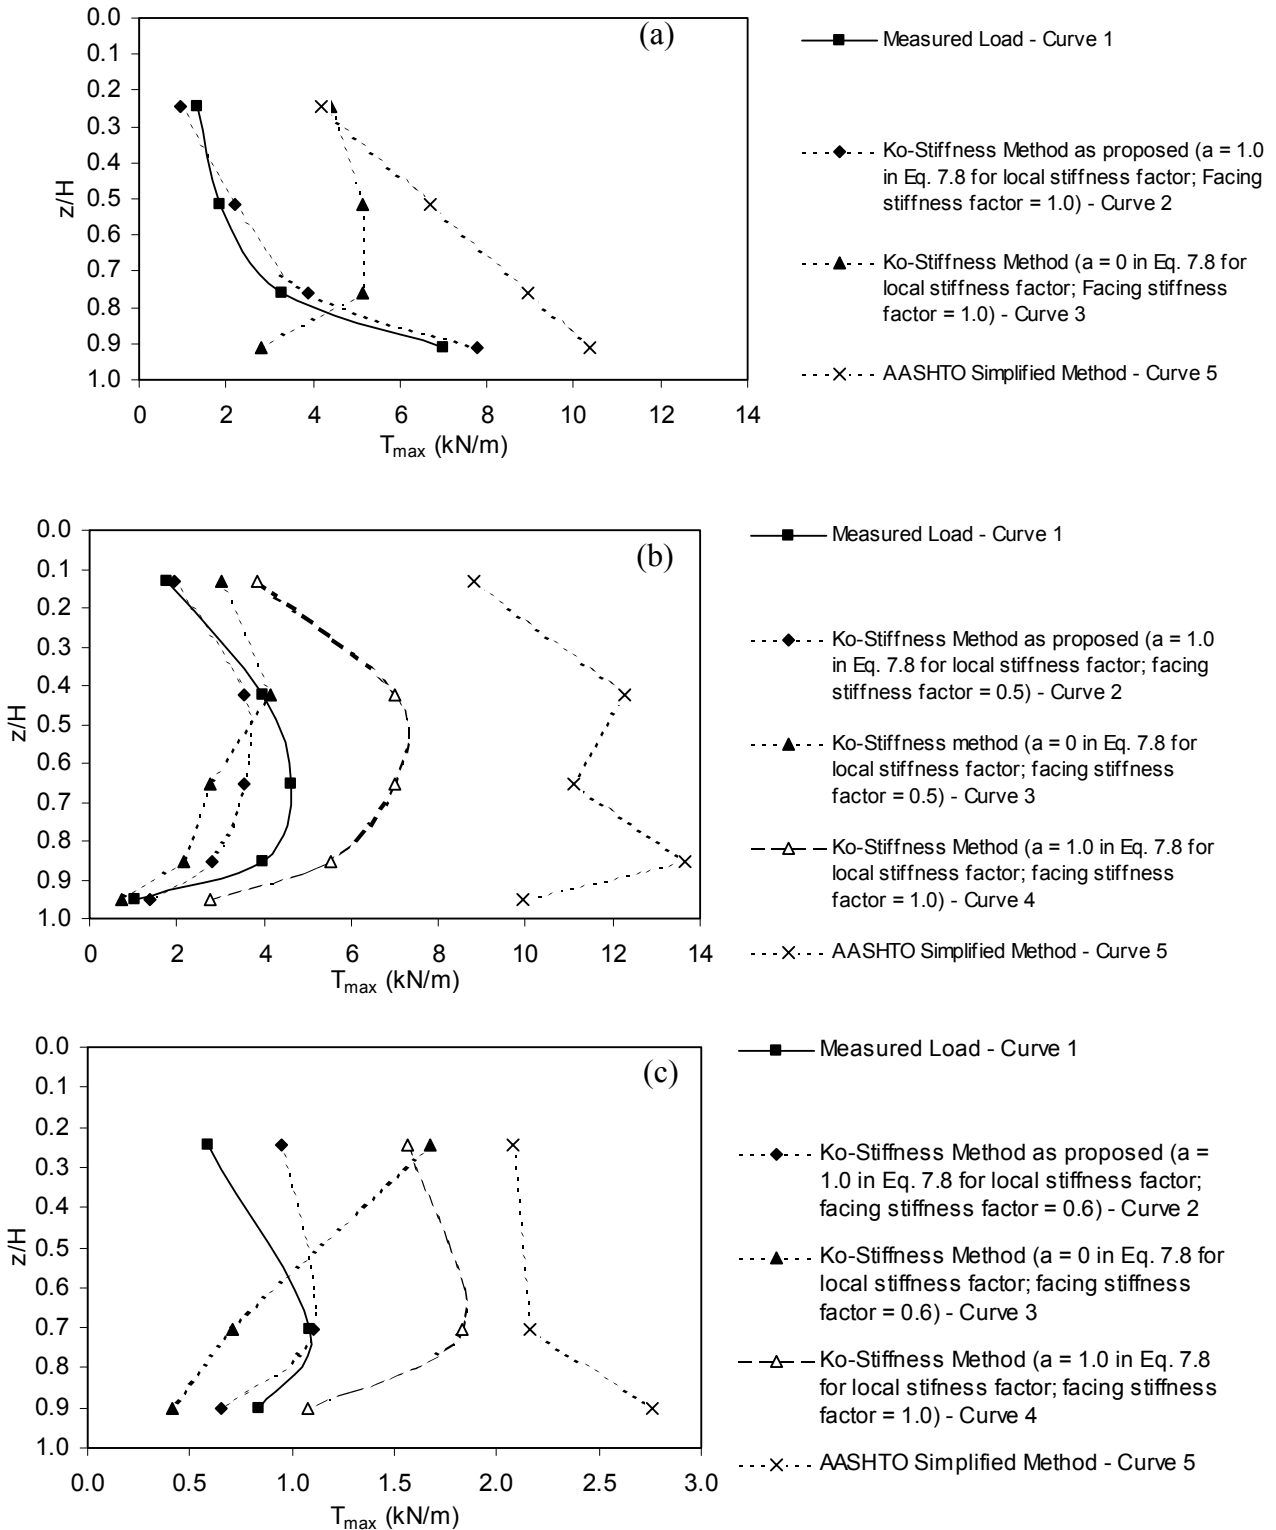 (a)
0.0
0.1
0.2
0.3
0.4
0.5
0.6
0.7
0.8
0.9
1.0
z/H
0
2
4
6
8
10
12
14
Tmax (kN/m)
Measured Load - Curve 1
Ko-Stiffness Method as proposed (a = 1.0
in Eq. 7.8 for local stiffness factor; Facing
stiffness factor = 1.0) - Curve 2
Ko-Stiffness Method (a = 0 in Eq. 7.8 for
local stiffness factor; Facing stiffness
factor = 1.0) - Curve 3
AASHTO Simplified Method - Curve 5
(b)
0.0
0.1
0.2
0.3
0.4
0.5
0.6
0.7
0.8
0.9
1.0
z/H
0
2
4
6
8
10
12
14
Tmax (kN/m)
Measured Load - Curve 1
Ko-Stiffness Method as proposed (a = 1.0
in Eq. 7.8 for local stiffness factor; facing
stiffness factor = 0.5) - Curve 2
Ko-Stiffness method (a = 0 in Eq. 7.8 for
local stiffness factor; facing stiffness
factor = 0.5) - Curve 3
Ko-Stiffness Method (a = 1.0 in Eq. 7.8 for
local stiffness factor; facing stiffness
factor = 1.0) - Curve 4
AASHTO Simplified Method - Curve 5
(c)
0.0
0.1
0.2
0.3
0.4
0.5
0.6
0.7
0.8
0.9
1.0
z/H
0.0
0.5
1.0
1.5
2.0
2.5
3.0
Tmax (kN/m)
Measured Load - Curve 1
Ko-Stiffness Method as proposed (a =
1.0 in Eq. 7.8 for local stiffness factor;
facing stiffness factor = 0.6) - Curve 2
Ko-Stiffness Method (a = 0 in Eq. 7.8 for
local stiffness factor; facing stiffness
factor = 0.6) - Curve 3
Ko-Stiffness Method (a = 1.0 in Eq. 7.8
for local stifness factor; facing stiffness
factor = 1.0) - Curve 4
AASHTO Simplified Method - Curve 5